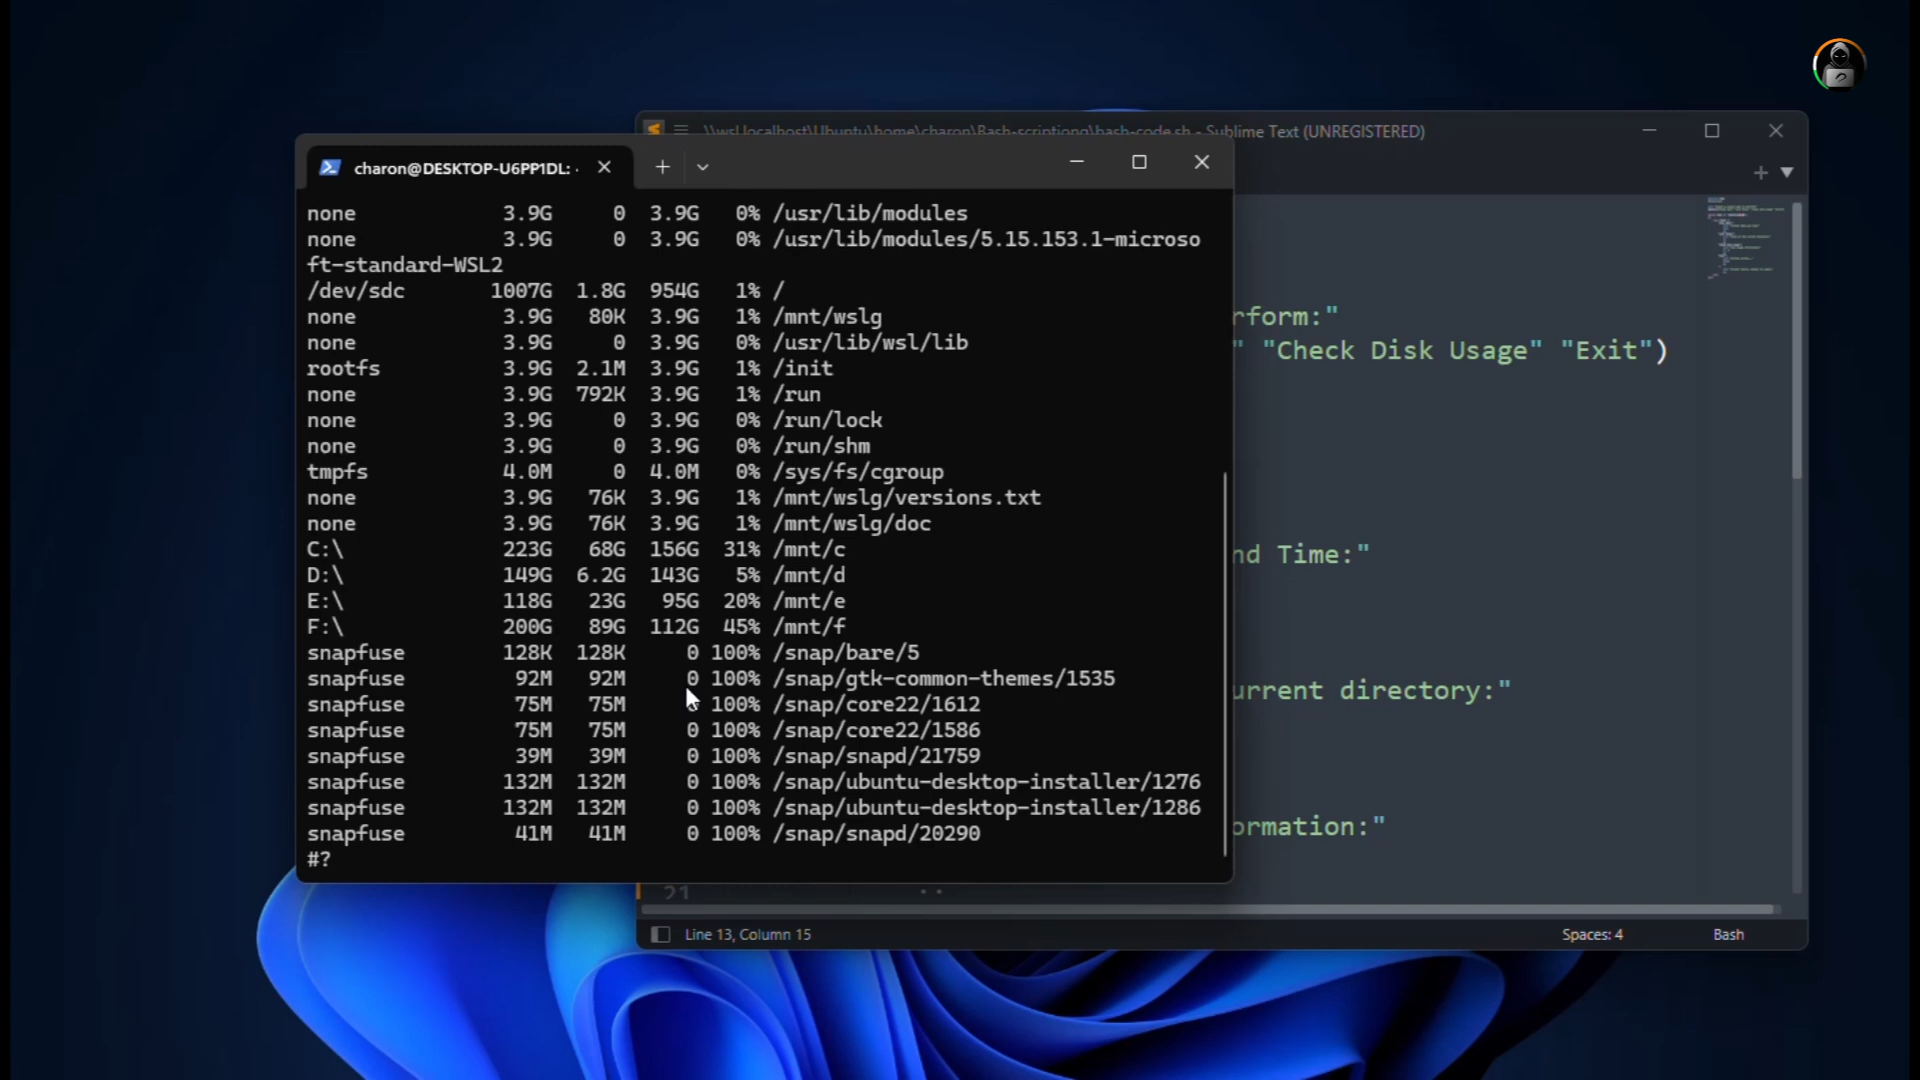 \\wsl.localhost\Ubuntu\home\charon\Bash-scripting\bash-code.sh - Sublime Text (UNREGISTERED)
charon@DESKTOP-U6PP1DL:
none 3.9G 0 3.9G 0% /usr/lib/modules
none 3.9G 0 3.9G 0% /usr/lib/modules/5.15.153.1-microso
ft-standard-WSL2
/dev/sdc 1007G 1.8G 954G 1% /
none 3.9G 80K 3.9G 1% /mnt/wslg
none 3.9G 0 3.9G 0% /usr/lib/wsl/lib
rootfs 3.9G 2.1M 3.9G 1% /init
none 3.9G 792K 3.9G 1% /run
none 3.9G 0 3.9G 0% /run/lock
none 3.9G 0 3.9G 0% /run/shm
tmpfs 4.0M 0 4.0M 0% /sys/fs/cgroup
none 3.9G 76K 3.9G 1% /mnt/wslg/versions.txt
none 3.9G 76K 3.9G 1% /mnt/wslg/doc
C:\ 223G 68G 156G 31% /mnt/c
D:\ 149G 6.2G 143G 5% /mnt/d
E:\ 118G 23G 95G 20% /mnt/e
F:\ 200G 89G 112G 45% /mnt/f
snapfuse 128K 128K 0 100% /snap/bare/5
snapfuse 92M 92M 0 100% /snap/gtk-common-themes/1535
snapfuse 75M 75M 0 100% /snap/core22/1612
snapfuse 75M 75M 0 100% /snap/core22/1586
snapfuse 39M 39M 0 100% /snap/snapd/21759
snapfuse 132M 132M 0 100% /snap/ubuntu-desktop-installer/1276
snapfuse 132M 132M 0 100% /snap/ubuntu-desktop-installer/1286
snapfuse 41M 41M 0 100% /snap/snapd/20290
#?
rform:"
" "Check Disk Usage" "Exit")
nd Time:"
urrent directory:"
ormation:"
21 ;;
Line 13, Column 15 Spaces: 4 Bash